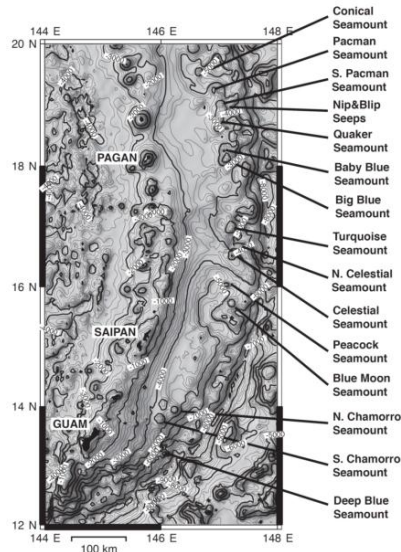 144 E
146 E
148 E
20 N
18 N
16 N
14 N
12 N
PAGAN
SAIPAN
GUAM
Conical
Seamount
Pacman
Seamount
S. Pacman
Seamount
Nip&Blip
Seeps
Quaker
Seamount
Baby Blue
Seamount
Big Blue
Seamount
Turquoise
Seamount
N. Celestial
Seamount
Celestial
Seamount
Peacock
Seamount
Blue Moon
Seamount
N. Chamorro
Seamount
S. Chamorro
Seamount
Deep Blue
Seamount
144 E
146 E
148 E
100 km